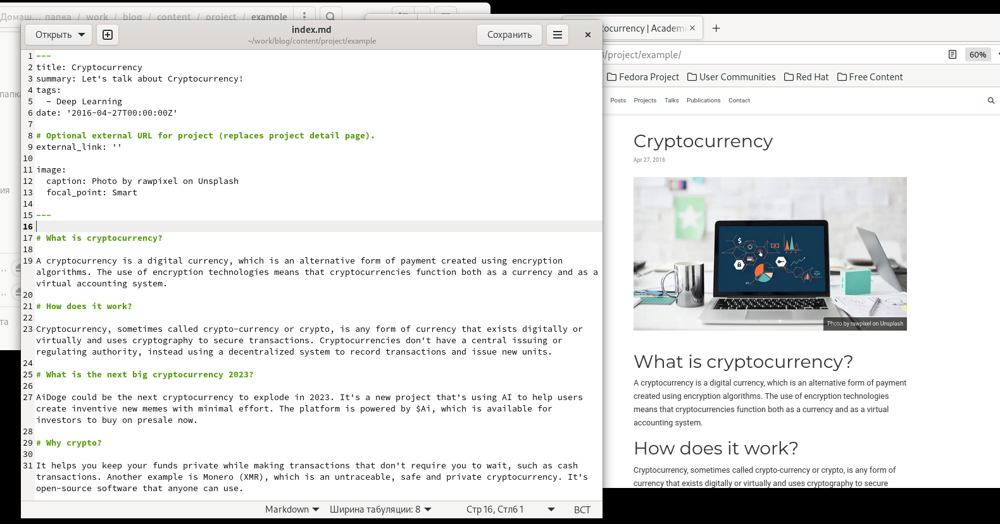 Домаш… папка / work / blog / content / project / example
Открыть
index.md
~/work/blog/content/project/example
Сохранить
1 ---
2 title: Cryptocurrency
3 summary: Let's talk about Cryptocurrency!
4 tags:
5   - Deep Learning
6 date: '2016-04-27T00:00:00Z'
7
8 # Optional external URL for project (replaces project detail page).
9 external_link: ''
10
11 image:
12   caption: Photo by rawpixel on Unsplash
13   focal_point: Smart
14
15 ---
16
17 # What is cryptocurrency?
18
19 A cryptocurrency is a digital currency, which is an alternative form of payment created using encryption
algorithms. The use of encryption technologies means that cryptocurrencies function both as a currency and as a
virtual accounting system.
20
21 # How does it work?
22
23 Cryptocurrency, sometimes called crypto-currency or crypto, is any form of currency that exists digitally or
virtually and uses cryptography to secure transactions. Cryptocurrencies don't have a central issuing or
regulating authority, instead using a decentralized system to record transactions and issue new units.
24
25 # What is the next big cryptocurrency 2023?
26
27 AiDoge could be the next cryptocurrency to explode in 2023. It's a new project that's using AI to help users
create inventive new memes with minimal effort. The platform is powered by $Ai, which is available for
investors to buy on presale now.
28
29 # Why crypto?
30
31 It helps you keep your funds private while making transactions that don't require you to wait, such as cash
transactions. Another example is Monero (XMR), which is an untraceable, safe and private cryptocurrency. It's
open-source software that anyone can use.
Markdown Ширина табуляции: 8 Стр 16, Стлб 1 ВСТ
ocurrency | Academi
/project/example/
60%
Fedora Project User Communities Red Hat Free Content
Posts Projects Talks Publications Contact
Cryptocurrency
Apr 27, 2016
Photo by rawpixel on Unsplash
What is cryptocurrency?
A cryptocurrency is a digital currency, which is an alternative form of payment
created using encryption algorithms. The use of encryption technologies
means that cryptocurrencies function both as a currency and as a virtual
accounting system.
How does it work?
Cryptocurrency, sometimes called crypto-currency or crypto, is any form of
currency that exists digitally or virtually and uses cryptography to secure